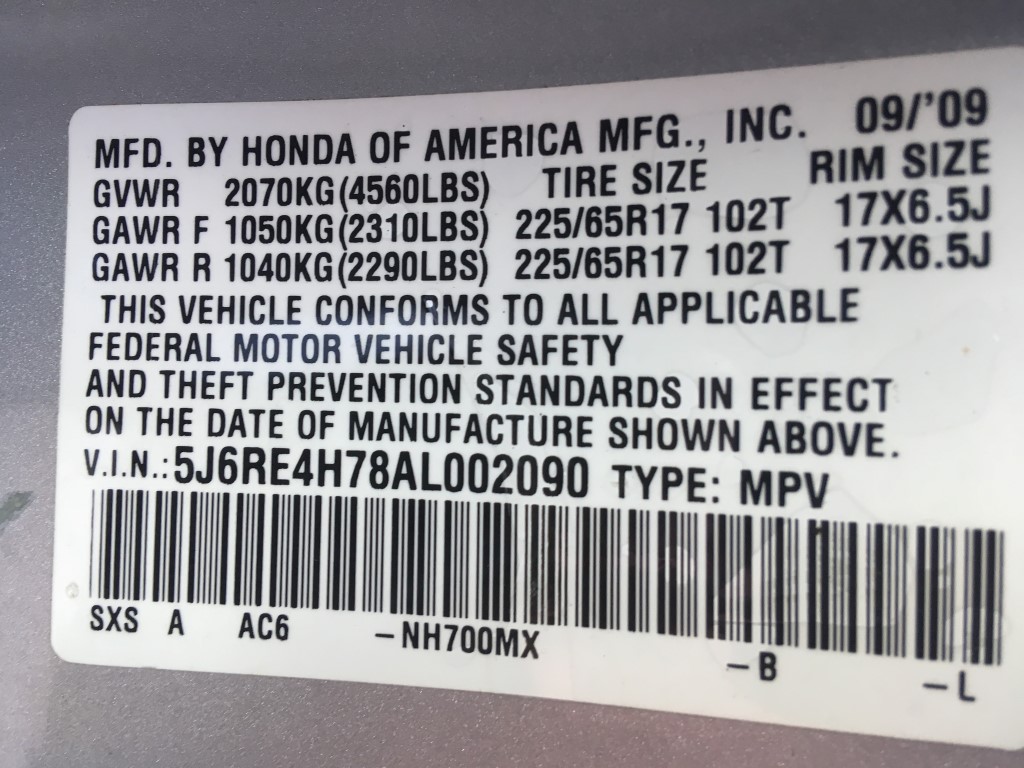 MFD. BY HONDA OF AMERICA MFG., INC. 09/'09
GVWR 2070KG(4560LBS) TIRE SIZE RIM SIZE
GAWR F 1050KG(2310LBS) 225/65R17 102T 17X6.5J
GAWR R 1040KG(2290LBS) 225/65R17 102T 17X6.5J
THIS VEHICLE CONFORMS TO ALL APPLICABLE
FEDERAL MOTOR VEHICLE SAFETY
AND THEFT PREVENTION STANDARDS IN EFFECT
ON THE DATE OF MANUFACTURE SHOWN ABOVE.
V.I.N.: 5J6RE4H78AL002090 TYPE: MPV
SXS A AC6 –NH700MX –B –L